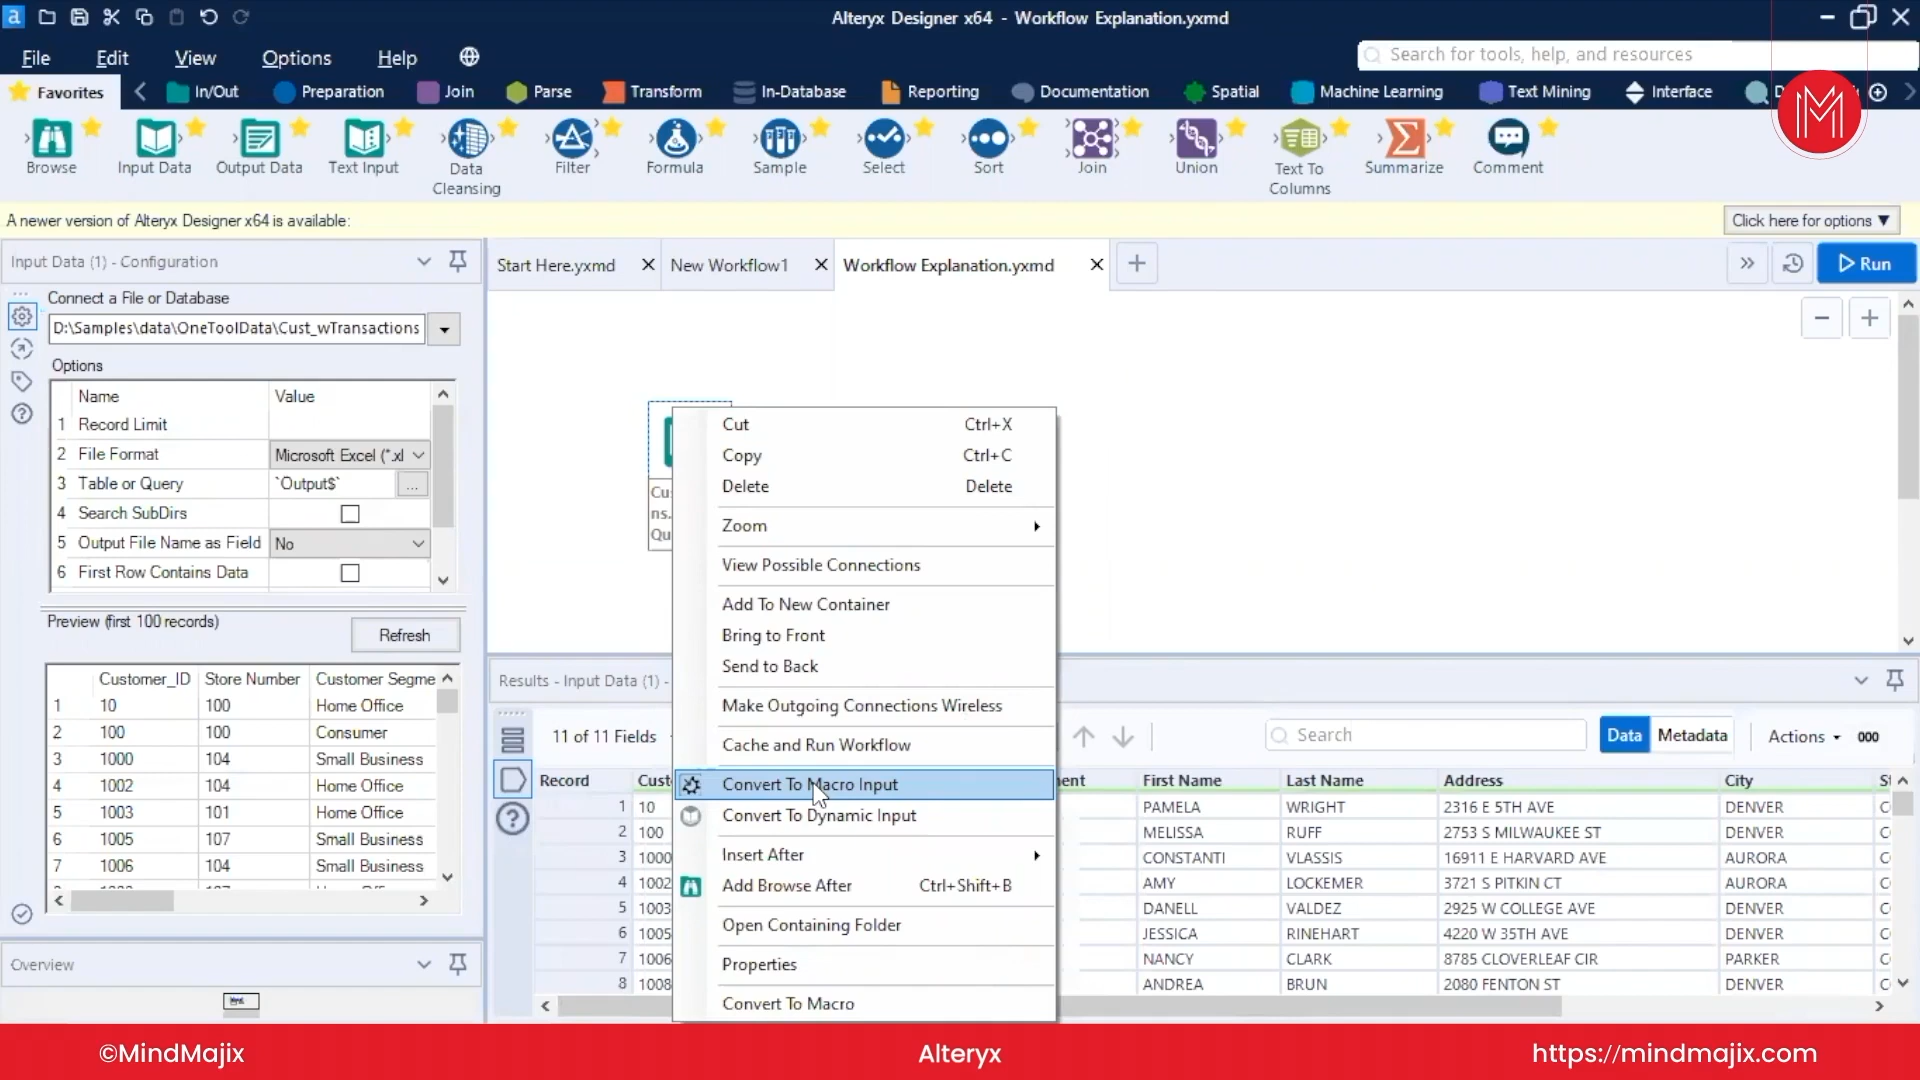 a
Alteryx Designer x64 - Workflow Explanation.yxmd
File Edit View Options Help
Search for tools, help, and resources
Favorites In/Out Preparation Join Parse Transform In-Database Reporting Documentation Spatial Machine Learning Text Mining Interface
M
Browse Input Data Output Data Text Input Data Cleansing Filter Formula Sample Select Sort Join Union Text To Columns Summarize Comment
A newer version of Alteryx Designer x64 is available:
Click here for options ▼
Input Data (1) - Configuration
Start Here.yxmd New Workflow1 Workflow Explanation.yxmd
Run
Connect a File or Database
D:\Samples\data\OneToolData\Cust_wTransactions
Options
Name Value
1 Record Limit
2 File Format Microsoft Excel (*.xl
3 Table or Query `Output$` ...
4 Search SubDirs
5 Output File Name as Field No
6 First Row Contains Data
Preview (first 100 records)
Refresh
Customer_ID Store Number Customer Segme
1 10 100 Home Office
2 100 100 Consumer
3 1000 104 Small Business
4 1002 104 Home Office
5 1003 101 Home Office
6 1005 107 Small Business
7 1006 104 Small Business
Overview
Cu
ns.
Qu
Cut Ctrl+X
Copy Ctrl+C
Delete Delete
Zoom
View Possible Connections
Add To New Container
Bring to Front
Send to Back
Make Outgoing Connections Wireless
Cache and Run Workflow
Convert To Macro Input
Convert To Dynamic Input
Insert After
Add Browse After Ctrl+Shift+B
Open Containing Folder
Properties
Convert To Macro
Results - Input Data (1) -
11 of 11 Fields
Search
Data Metadata
Actions
000
Record Custo ent First Name Last Name Address City St
1 10 PAMELA WRIGHT 2316 E 5TH AVE DENVER C
2 100 MELISSA RUFF 2753 S MILWAUKEE ST DENVER C
3 1000 CONSTANTI VLASSIS 16911 E HARVARD AVE AURORA C
4 1002 AMY LOCKEMER 3721 S PITKIN CT AURORA C
5 1003 DANELL VALDEZ 2925 W COLLEGE AVE DENVER C
6 1005 JESSICA RINEHART 4220 W 35TH AVE DENVER C
7 1006 NANCY CLARK 8785 CLOVERLEAF CIR PARKER C
8 1008 ANDREA BRUN 2080 FENTON ST DENVER C
©MindMajix
Alteryx
https://mindmajix.com